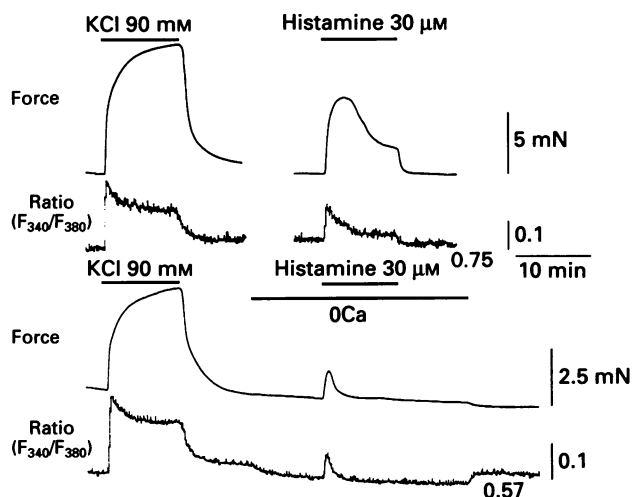 KCl 90 mM
Histamine 30 μM
Force
5 mN
Ratio
(F340/F380)
0.1
0.75
10 min
KCl 90 mM
Histamine 30 μM
0Ca
Force
2.5 mN
Ratio
(F340/F380)
0.1
0.57